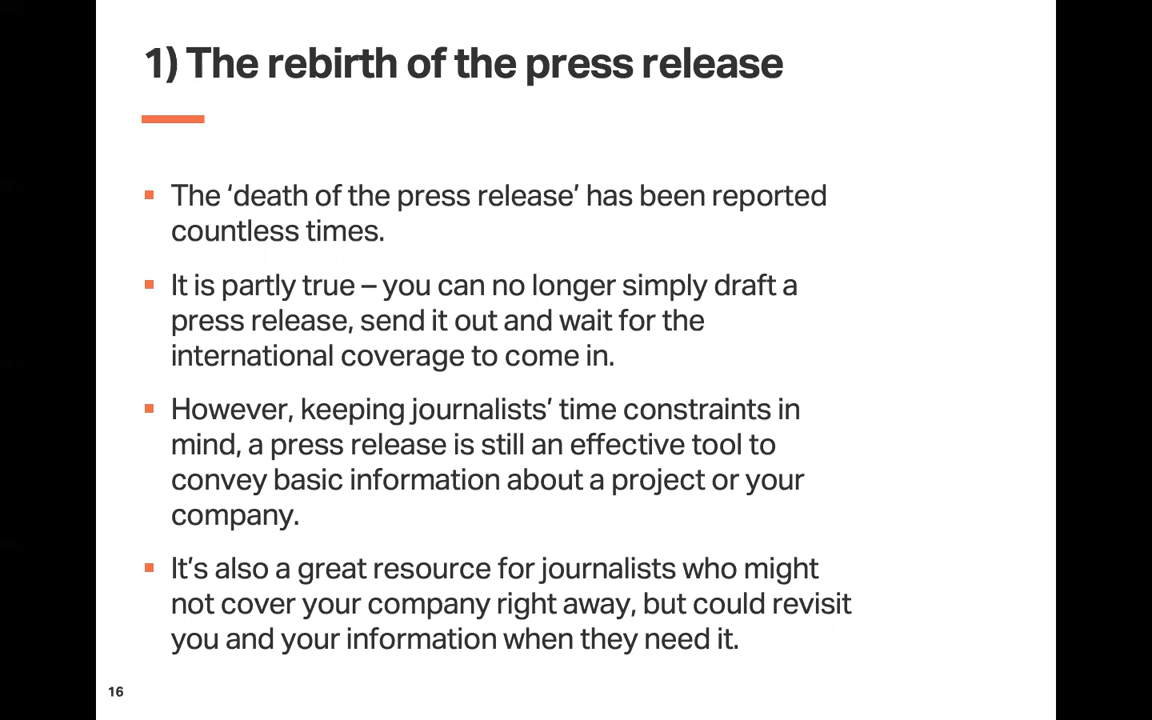 1) The rebirth of the press release
▪ The ‘death of the press release’ has been reported
countless times.
▪ It is partly true – you can no longer simply draft a
press release, send it out and wait for the
international coverage to come in.
▪ However, keeping journalists’ time constraints in
mind, a press release is still an effective tool to
convey basic information about a project or your
company.
▪ It’s also a great resource for journalists who might
not cover your company right away, but could revisit
you and your information when they need it.
16